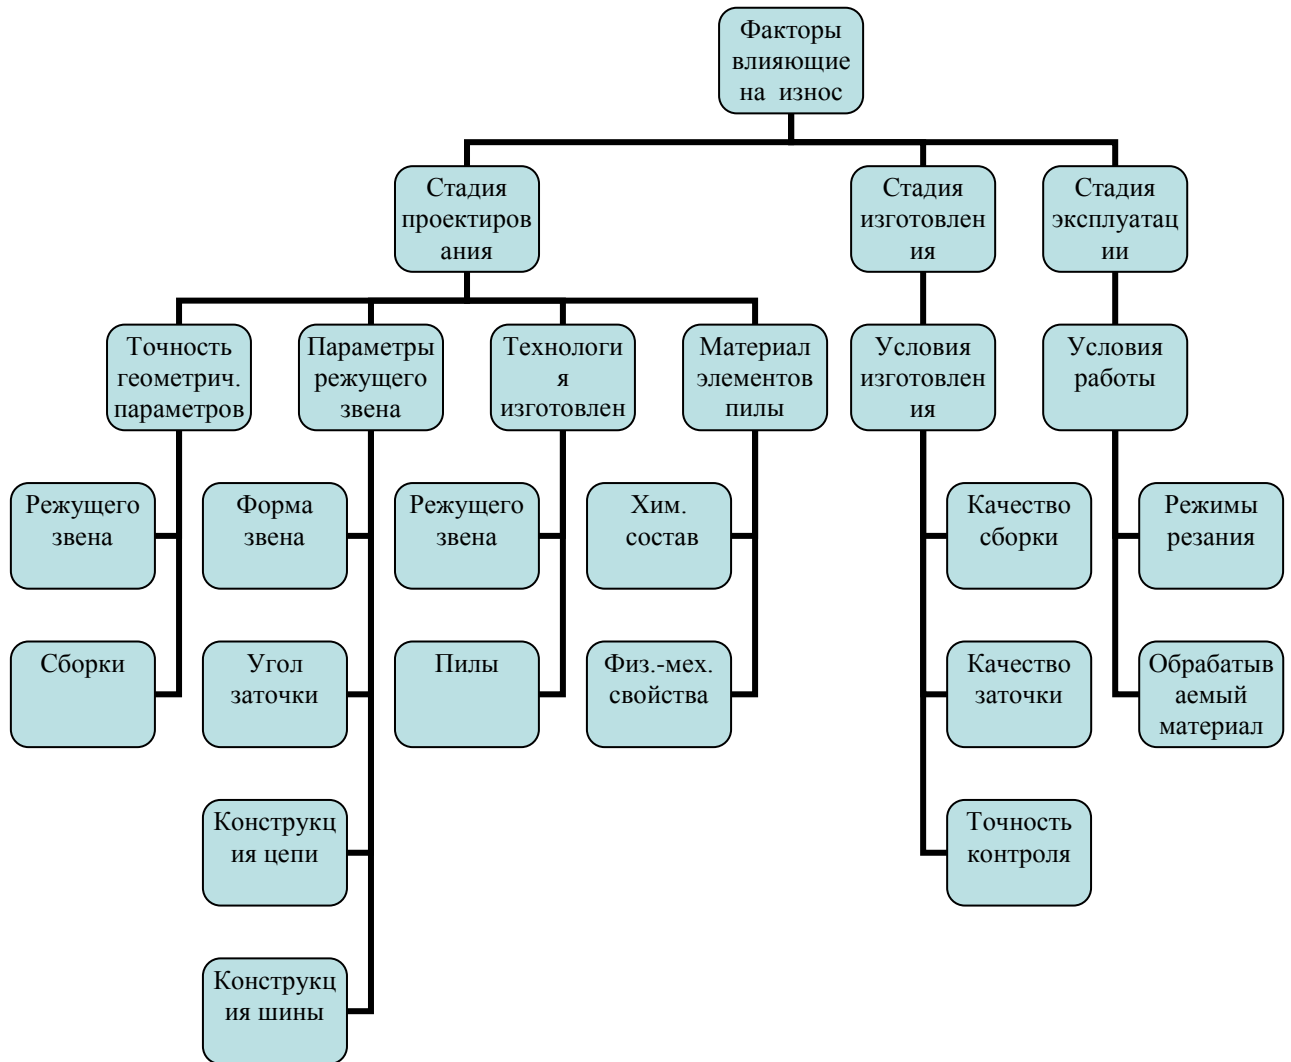 Факторы
влияющие
на износ
Стадия
проектиров
ания
Стадия
изготовлен
ия
Стадия
эксплуатац
ии
Точность
геометрич.
параметров
Параметры
режущего
звена
Технологи
я
изготовлен
Материал
элементов
пилы
Условия
изготовлен
ия
Условия
работы
Режущего
звена
Форма
звена
Режущего
звена
Хим.
состав
Качество
сборки
Режимы
резания
Сборки
Угол
заточки
Пилы
Физ.-мех.
свойства
Качество
заточки
Обрабатыв
аемый
материал
Конструкц
ия цепи
Точность
контроля
Конструкц
ия шины